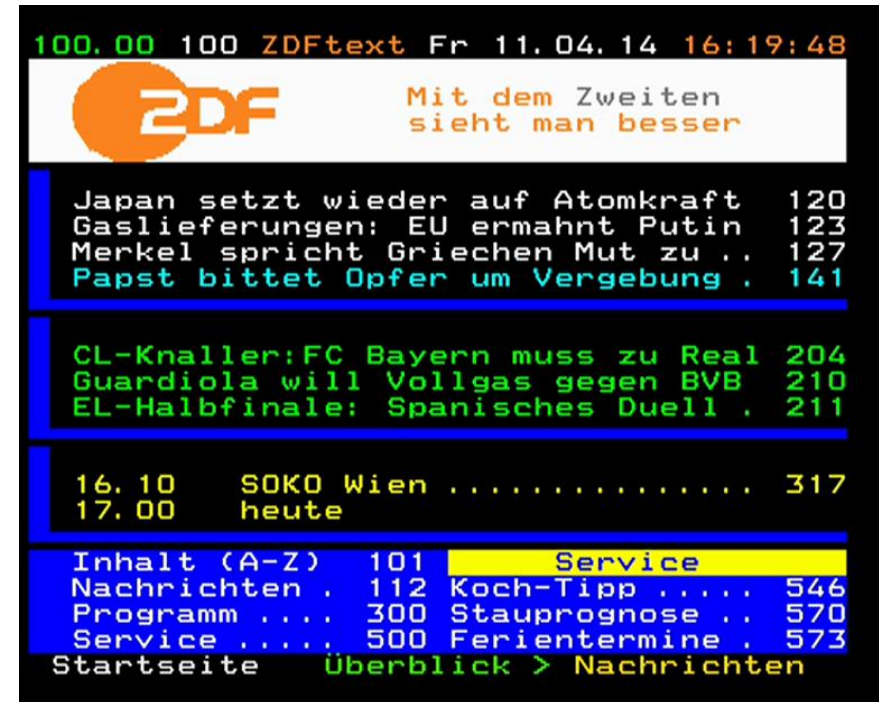 100.00 100 ZDFtext Fr 11.04.14 16:19:48
ZDF
Mit dem Zweiten
sieht man besser
Japan setzt wieder auf Atomkraft 120
Gaslieferungen: EU ermahnt Putin 123
Merkel spricht Griechen Mut zu .. 127
Papst bittet Opfer um Vergebung . 141
CL-Knaller:FC Bayern muss zu Real 204
Guardiola will Vollgas gegen BVB 210
EL-Halbfinale: Spanisches Duell . 211
16.10 SOKO Wien ............... 317
17.00 heute
Inhalt (A-Z) 101 Service
Nachrichten . 112 Koch-Tipp ..... 546
Programm .... 300 Stauprognose .. 570
Service ..... 500 Ferientermine . 573
Startseite Überblick > Nachrichten